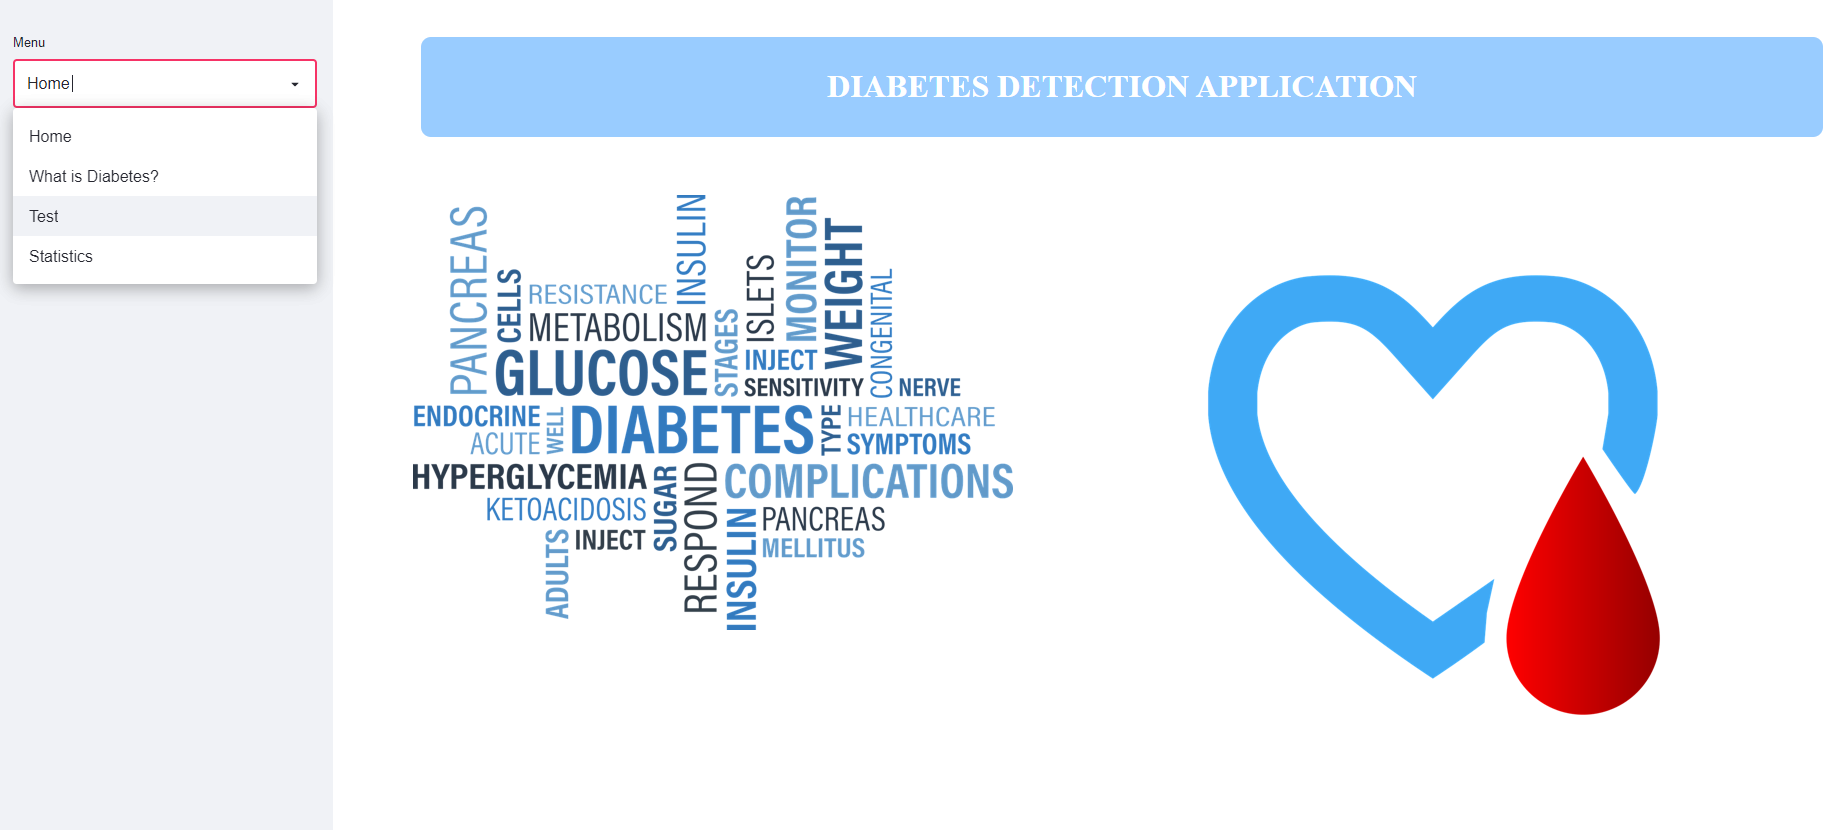 Menu
Home
Home
What is Diabetes?
Test
Statistics
DIABETES DETECTION APPLICATION
PANCREAS
CELLS
RESISTANCE
INSULIN
METABOLISM
GLUCOSE
STAGES
ISLETS
MONITOR
WEIGHT
CONGENITAL
INJECT
SENSITIVITY
NERVE
ENDOCRINE
ACUTE
WELL
DIABETES
TYPE
HEALTHCARE
SYMPTOMS
HYPERGLYCEMIA
KETOACIDOSIS
SUGAR
RESPOND
COMPLICATIONS
ADULTS
INJECT
INSULIN
PANCREAS
MELLITUS